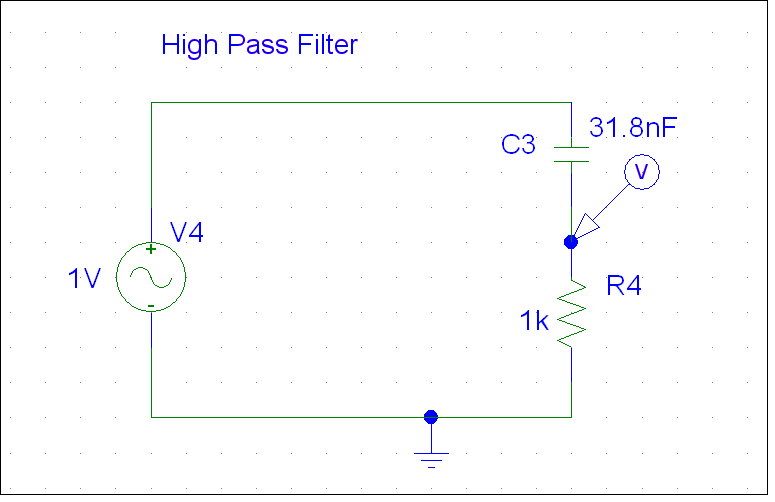 High Pass Filter
31.8nF
C3
V
V4
1V
+
-
R4
1k